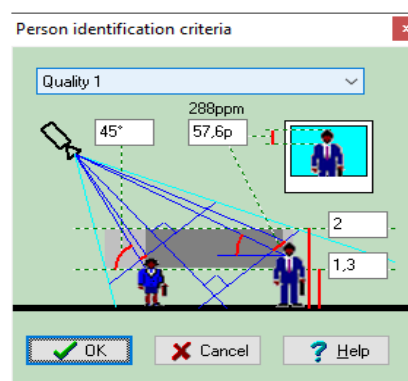 Person identification criteria
Quality 1
288ppm
45°
57,6p
2
1,3
OK
Cancel
? Help